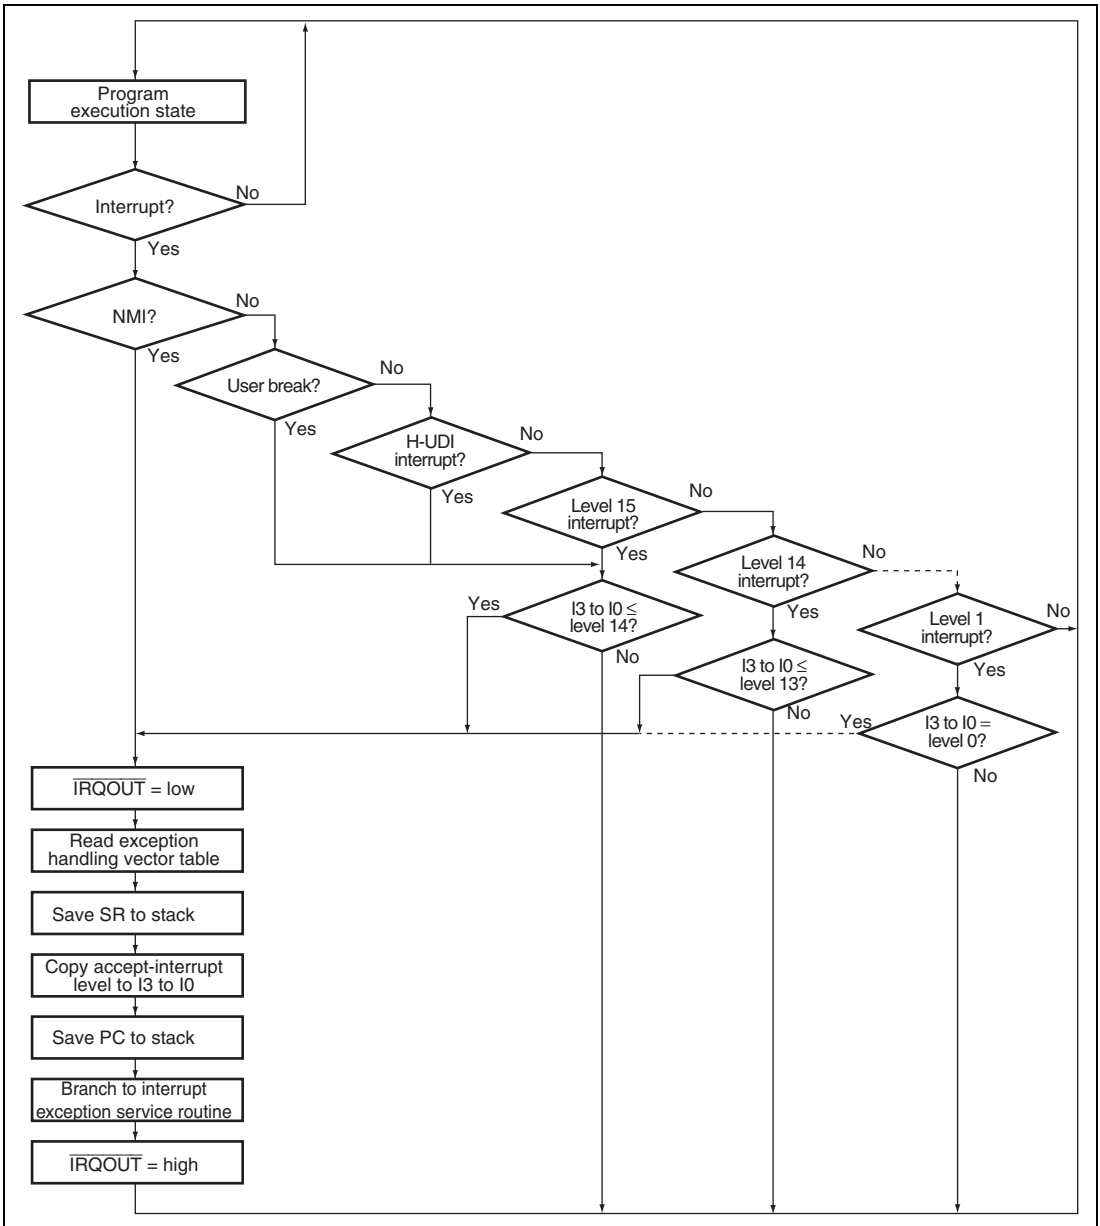 Program
execution state
Interrupt?
No
Yes
NMI?
No
Yes
User break?
No
Yes
H-UDI
interrupt?
No
Yes
Level 15
interrupt?
No
Yes
Level 14
interrupt?
No
Yes
I3 to I0 ≤
level 14?
Yes
No
Level 1
interrupt?
No
Yes
I3 to I0 ≤
level 13?
No
Yes
I3 to I0 =
level 0?
No
IRQOUT = low
Read exception
handling vector table
Save SR to stack
Copy accept-interrupt
level to I3 to I0
Save PC to stack
Branch to interrupt
exception service routine
IRQOUT = high